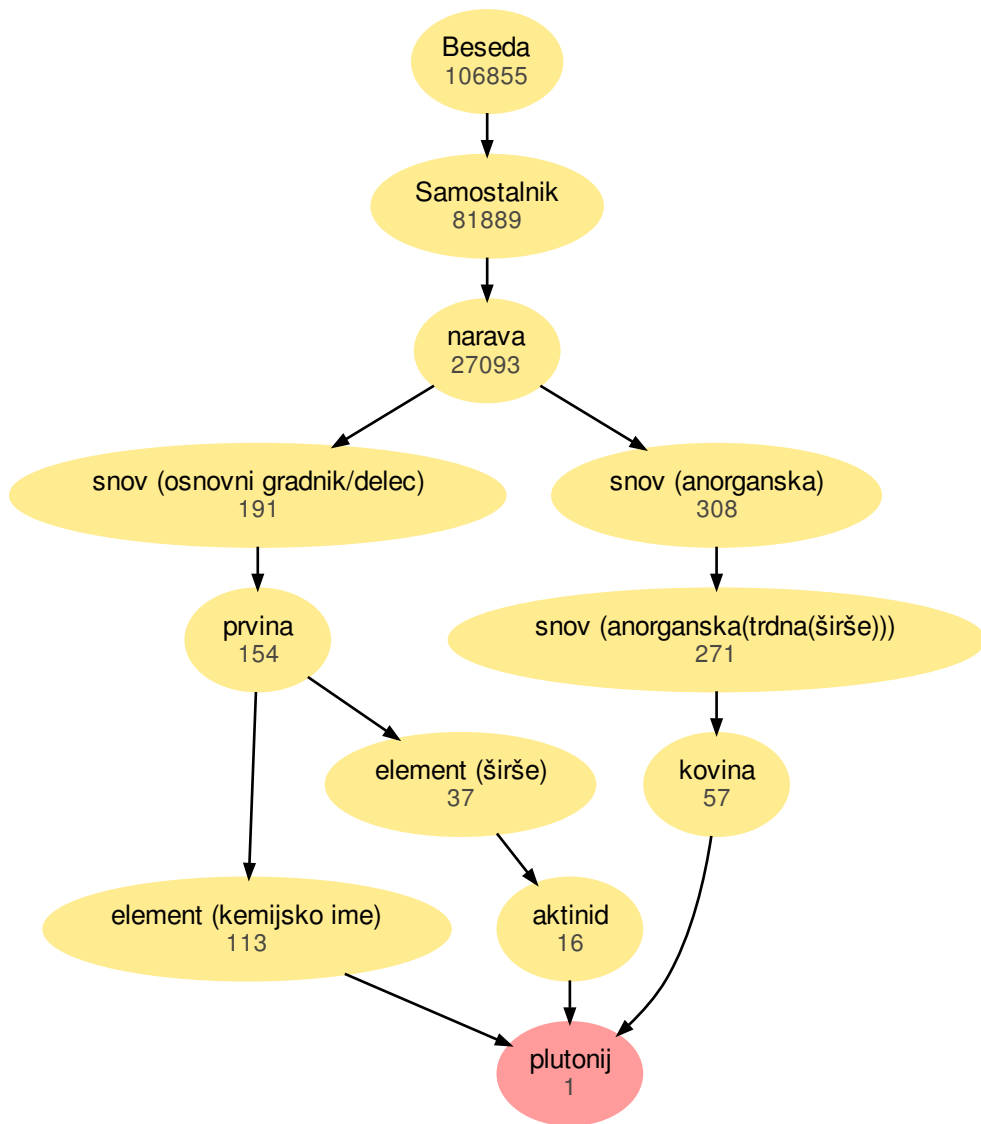 Beseda
106855
Samostalnik
81889
narava
27093
snov (osnovni gradnik/delec)
191
snov (anorganska)
308
prvina
154
snov (anorganska(trdna(širše)))
271
element (širše)
37
kovina
57
element (kemijsko ime)
113
aktinid
16
plutonij
1